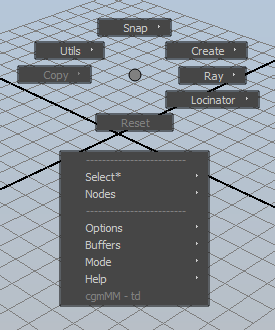 Snap
Utils
Create
Copy
Ray
Locinator
Reset
Select*
Nodes
Options
Buffers
Mode
Help
cgmMM - td